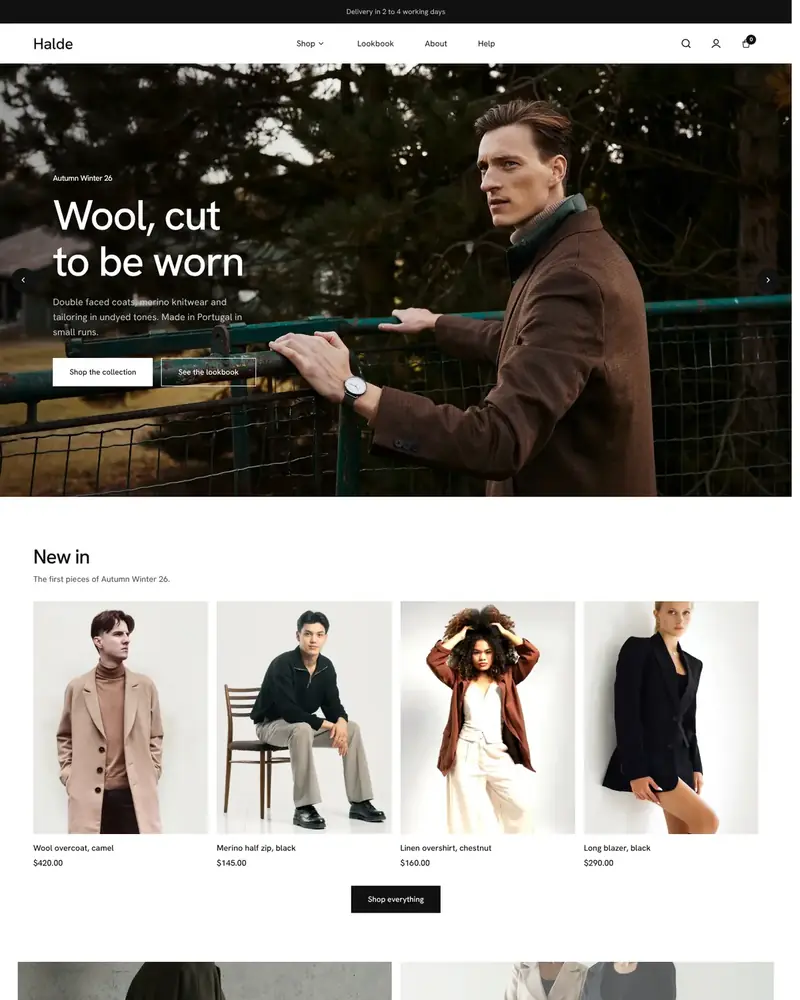 Delivery in 2 to 4 working days
Halde
Shop
Lookbook
About
Help
0
Autumn Winter 26
Wool, cut
to be worn
Double faced coats, merino knitwear and
tailoring in undyed tones. Made in Portugal in
small runs.
Shop the collection
See the lookbook
New in
The first pieces of Autumn Winter 26.
Wool overcoat, camel
$420.00
Merino half zip, black
$145.00
Linen overshirt, chestnut
$160.00
Long blazer, black
$290.00
Shop everything